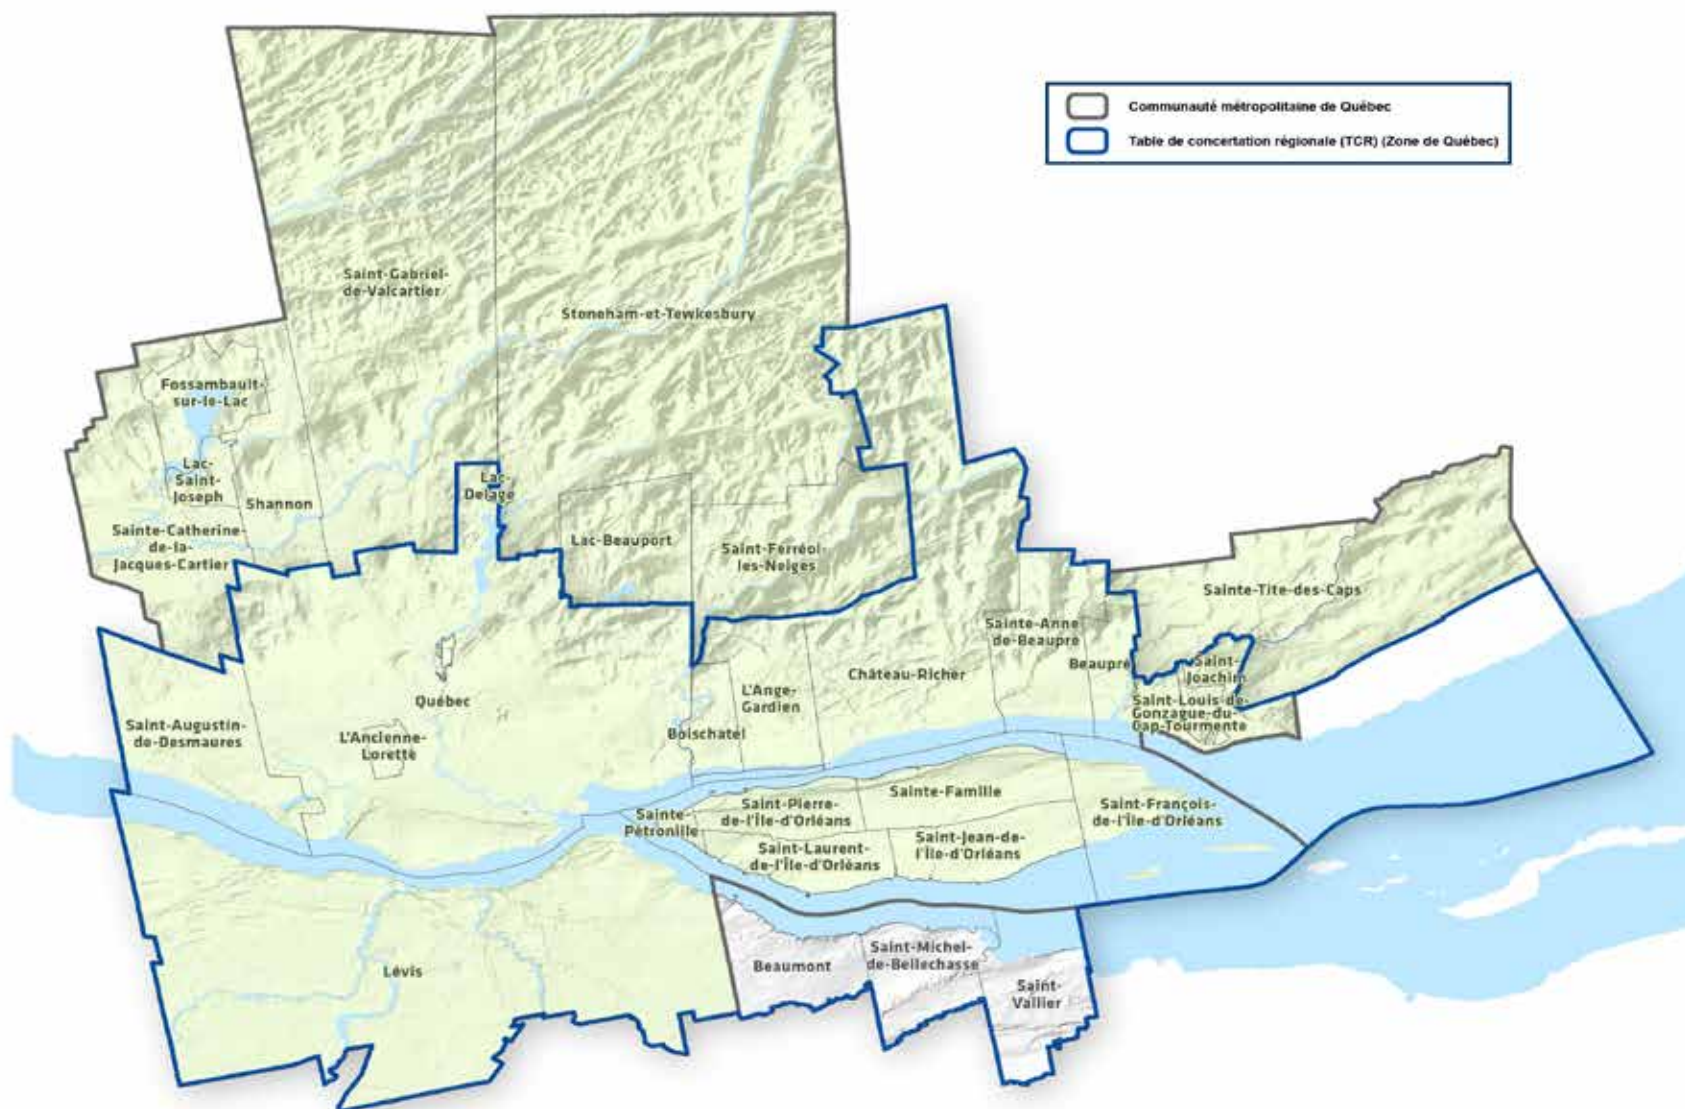 Communauté métropolitaine de Québec
Table de concertation régionale (TCR) (Zone de Québec)
Saint-Gabriel-
de-Valcartier
Stoneham-et-Tewkesbury
Fossambault-
sur-le-Lac
Lac-
Saint-
Joseph
Shannon
Lac-
Delage
Sainte-Catherine-
de-la-
Jacques-Cartier
Lac-Beauport
Saint-Ferréol-
les-Neiges
Sainte-Tite-des-Caps
Sainte-Anne
de-Beaupré
Beaupré
Saint-
Joachim
Château-Richer
L'Ange-
Gardien
Saint-Louis-de-
Gonzague-du-
Cap-Tourmente
Québec
Saint-Augustin-
de-Desmaures
L'Ancienne-
Lorette
Boischatel
Sainte-Famille
Saint-Pierre-
de-l'Île-d'Orléans
Saint-François-
de-l'Île-d'Orléans
Sainte-
Pétronille
Saint-Jean-de-
l'Île-d'Orléans
Saint-Laurent-
de-l'Île-d'Orléans
Lévis
Beaumont
Saint-Michel-
de-Bellechasse
Saint-
Vallier